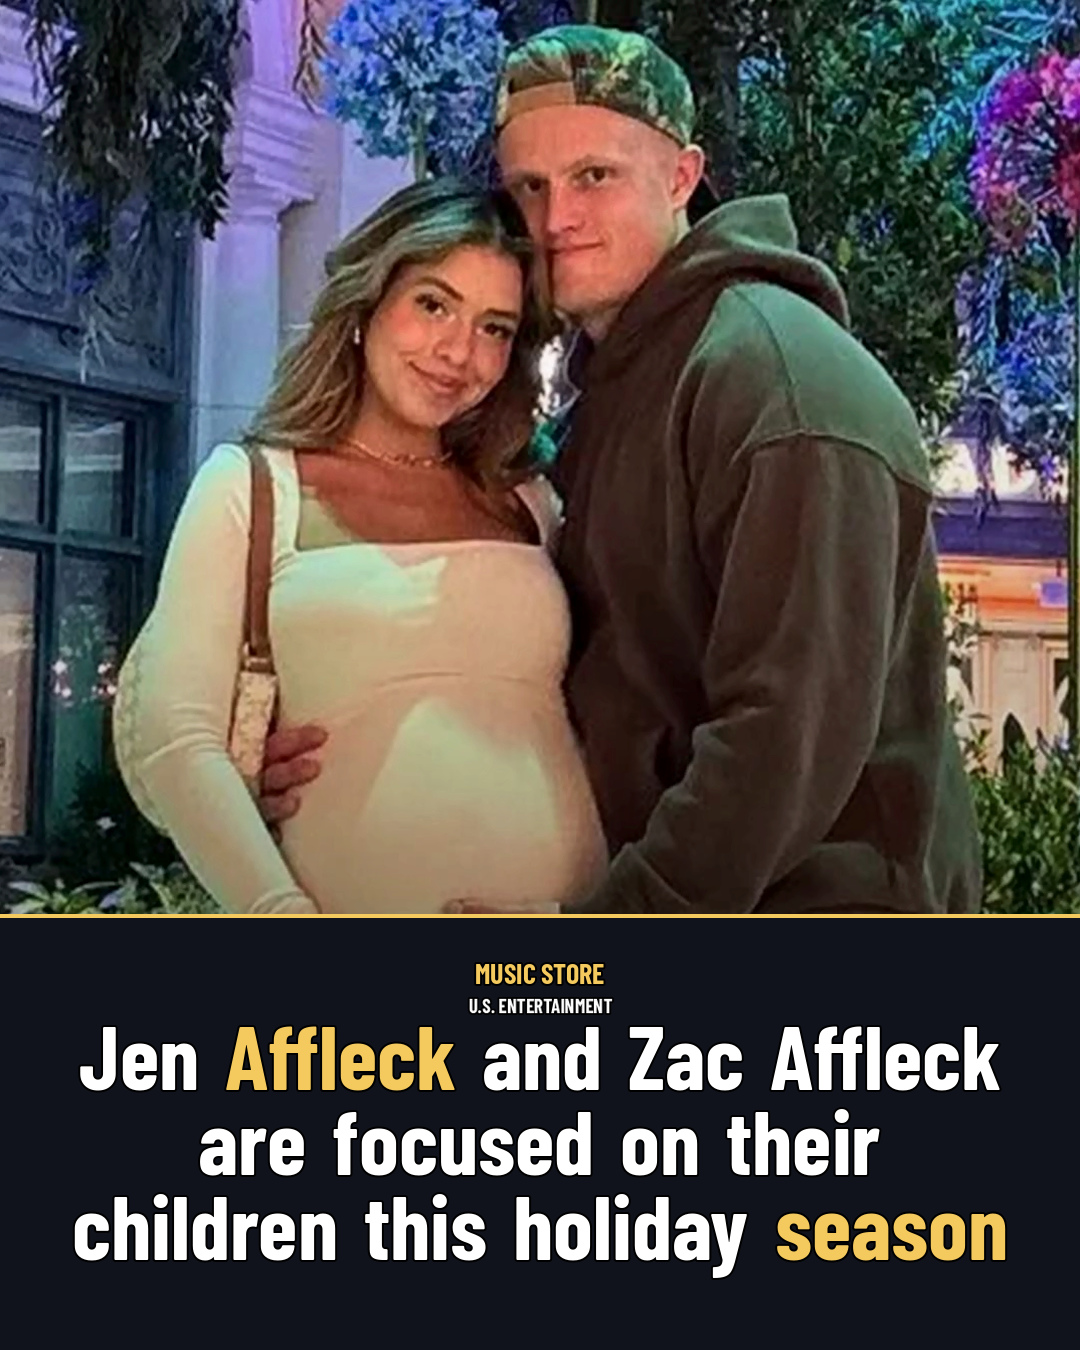 MUSIC STORE
U.S. ENTERTAINMENT
Jen Affleck and Zac Affleck
are focused on their
children this holiday season